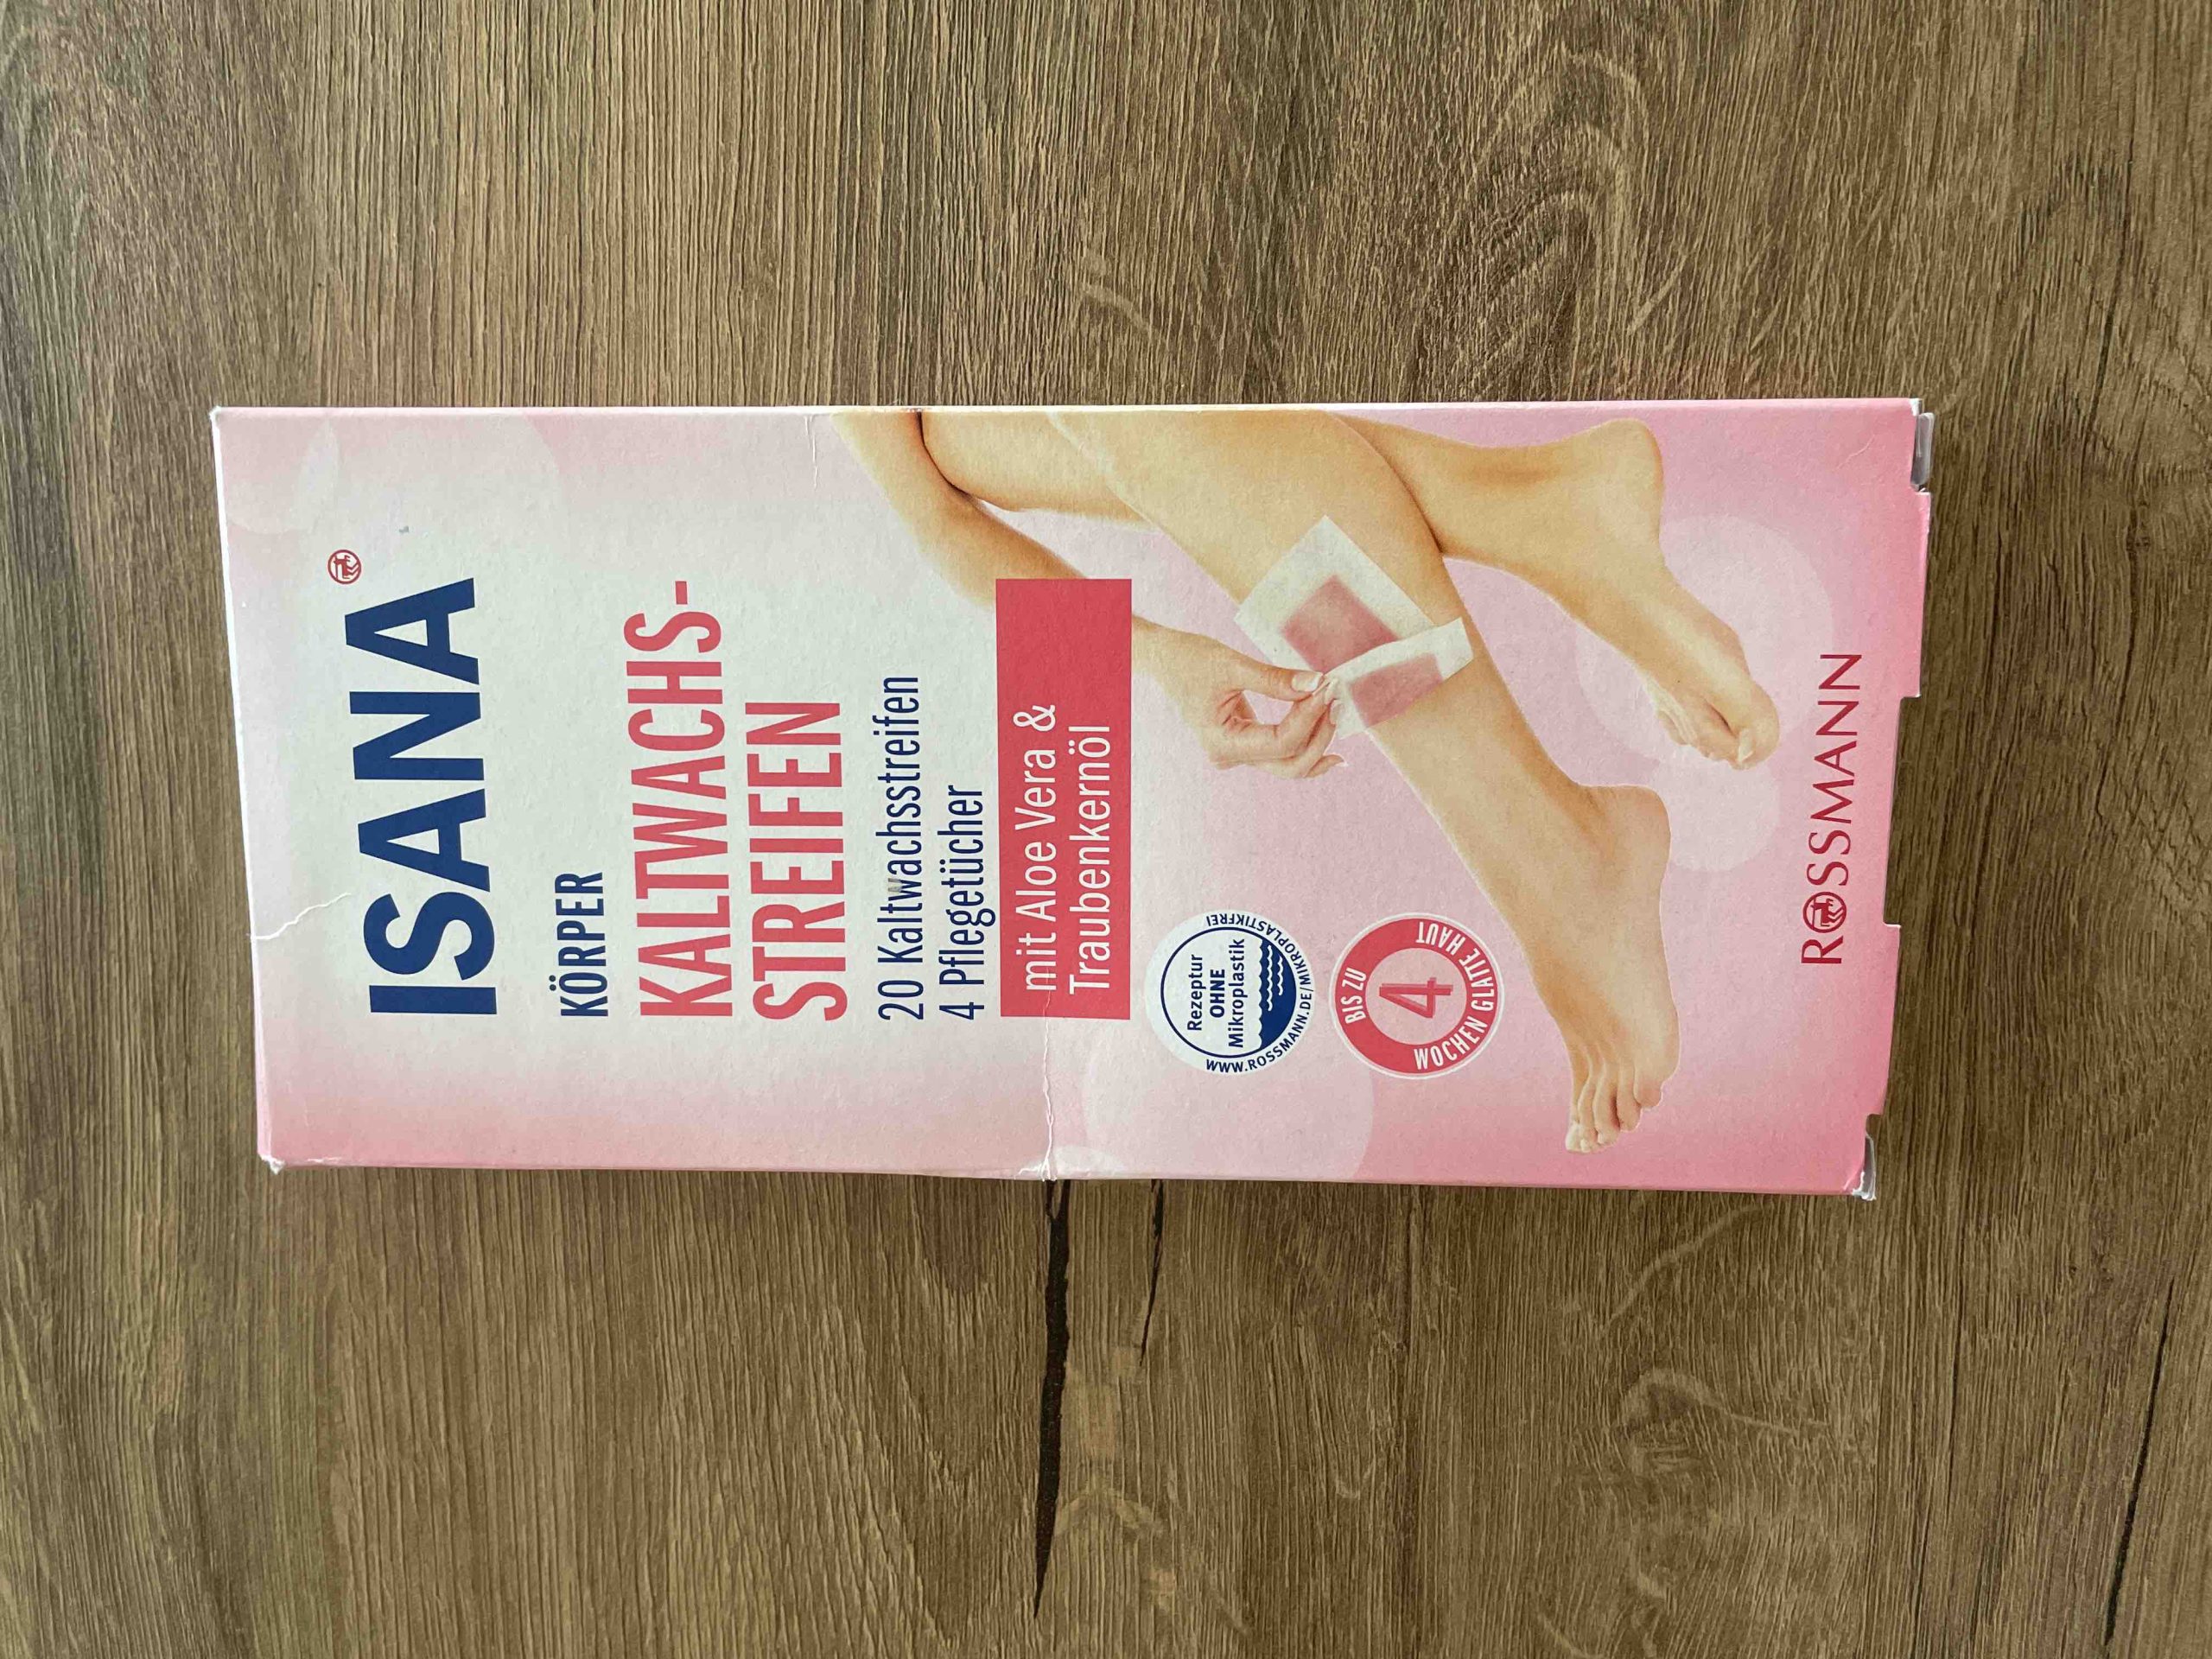 ISANA
KÖRPER
KALTWACHS-
STREIFEN
20 Kaltwachsstreifen
4 Pflegetücher
mit Aloe Vera &
Traubenkernöl
Rezeptur
OHNE
Mikroplastik
WWW.ROSSMANN.DE/MIKROPLASTIKFREI
BIS ZU
4
WOCHEN GLATTE HAUT
ROSSMANN